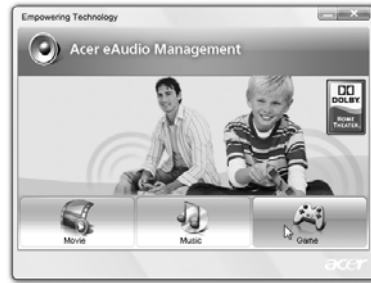 Empowering Technology
Acer eAudio Management
DOLBY
HOME
THEATER
Movie
Music
Game
acer